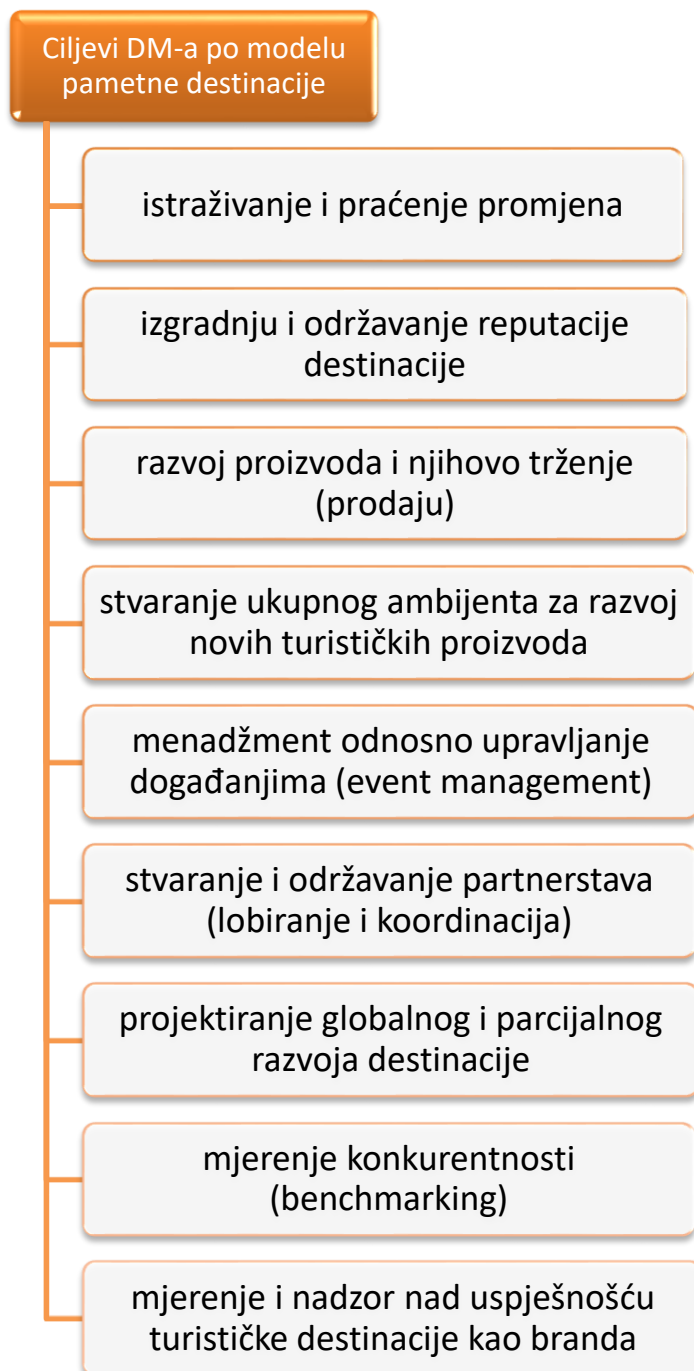 Ciljevi DM-a po modelu
pametne destinacije
istraživanje i praćenje promjena
izgradnju i održavanje reputacije
destinacije
razvoj proizvoda i njihovo trženje
(prodaju)
stvaranje ukupnog ambijenta za razvoj
novih turističkih proizvoda
menadžment odnosno upravljanje
događanjima (event management)
stvaranje i održavanje partnerstava
(lobiranje i koordinacija)
projektiranje globalnog i parcijalnog
razvoja destinacije
mjerenje konkurentnosti
(benchmarking)
mjerenje i nadzor nad uspješnošću
turističke destinacije kao branda